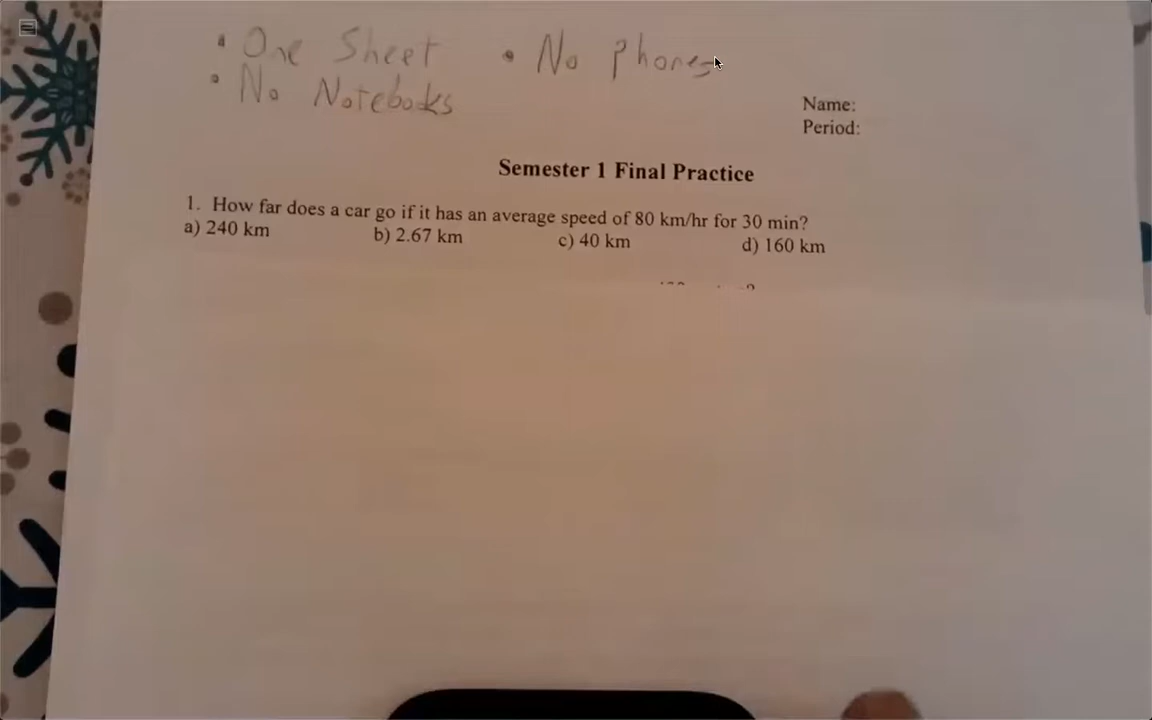 • One Sheet • No Phones
• No Notebooks
Name:
Period:
Semester 1 Final Practice
1. How far does a car go if it has an average speed of 80 km/hr for 30 min?
a) 240 km b) 2.67 km c) 40 km d) 160 km